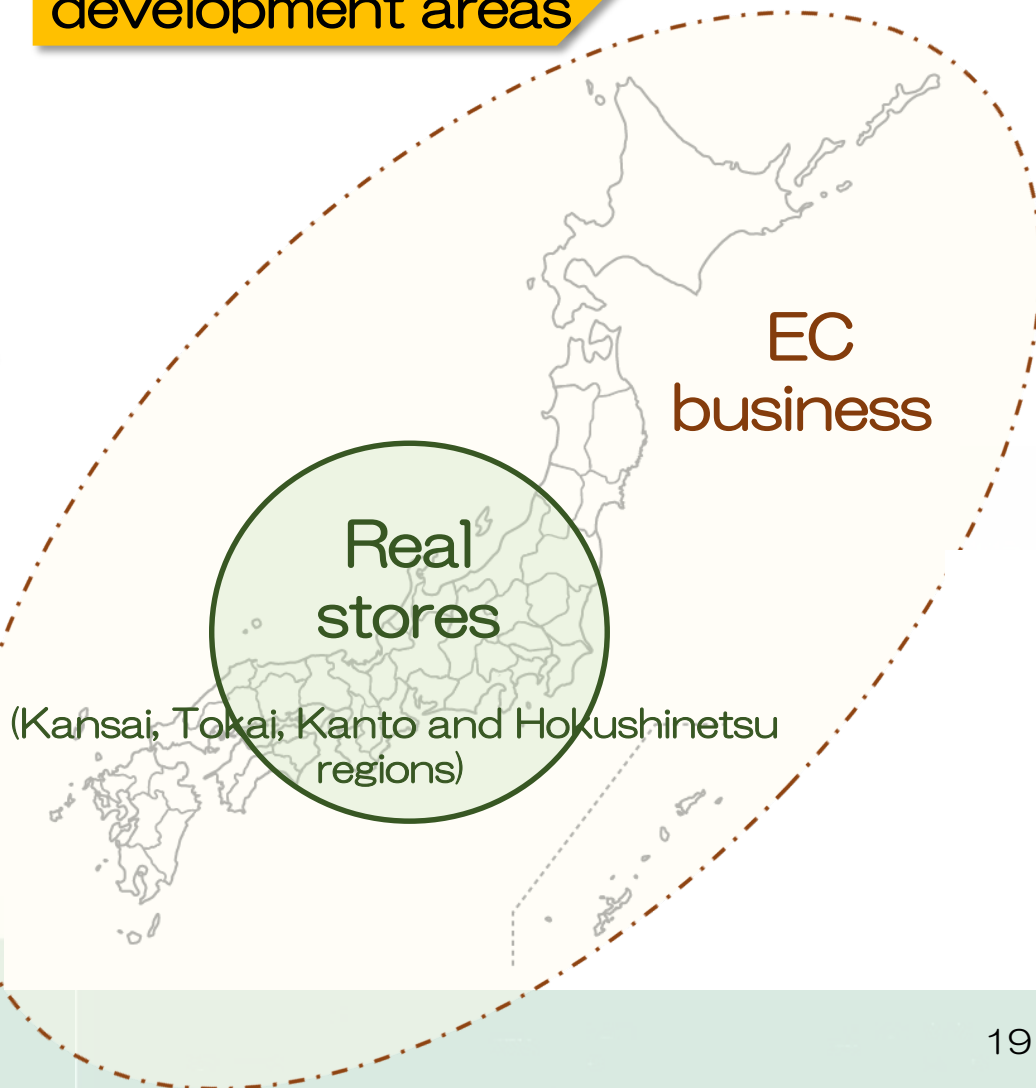 development areas
EC
business
Real
stores
(Kansai, Tokai, Kanto and Hokushinetsu
regions)
19